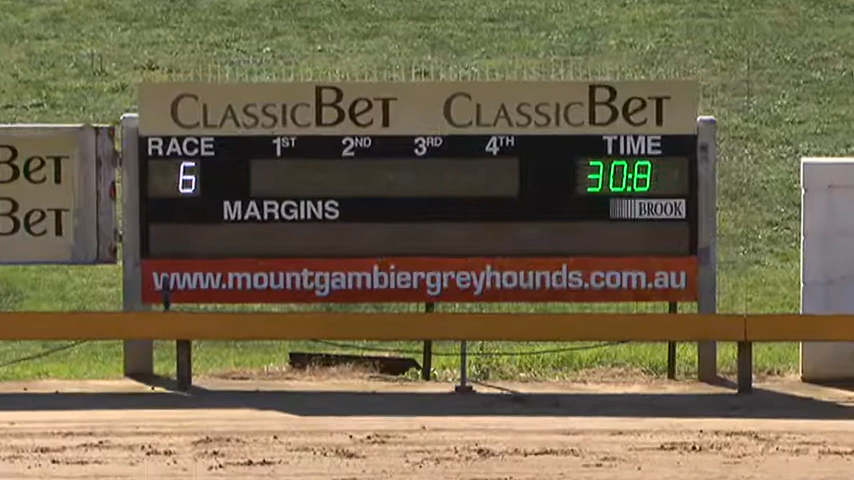 CLASSICBET CLASSICBET
BET
BET
RACE 1ST 2ND 3RD 4TH TIME
6 30:8
MARGINS BROOK
www.mountgambiergreyhounds.com.au